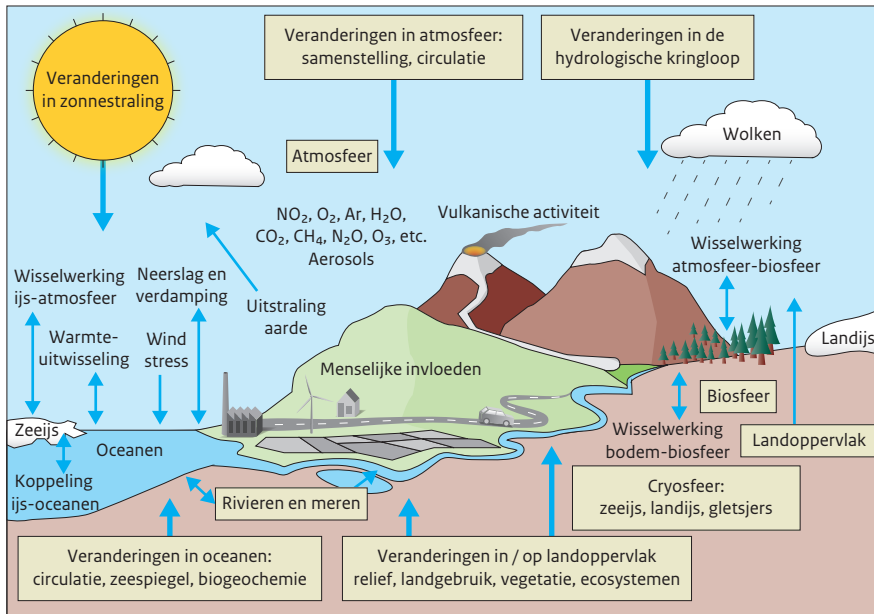 Veranderingen
in zonnestraling
Veranderingen in atmosfeer:
samenstelling, circulatie
Veranderingen in de
hydrologische kringloop
Wolken
Atmosfeer
NO₂, O₂, Ar, H₂O,
CO₂, CH₄, N₂O, O₃, etc.
Aerosols
Vulkanische activiteit
Wisselwerking
atmosfeer-biosfeer
Wisselwerking
ijs-atmosfeer
Neerslag en
verdamping
Uitstraling
aarde
Warmte-
uitwisseling
Wind
stress
Landijs
Menselijke invloeden
Zeeijs
Oceanen
Biosfeer
Wisselwerking
bodem-biosfeer
Landoppervlak
Koppeling
ijs-oceanen
Rivieren en meren
Cryosfeer:
zeeijs, landijs, gletsjers
Veranderingen in oceanen:
circulatie, zeespiegel, biogeochemie
Veranderingen in / op landoppervlak
relief, landgebruik, vegetatie, ecosystemen